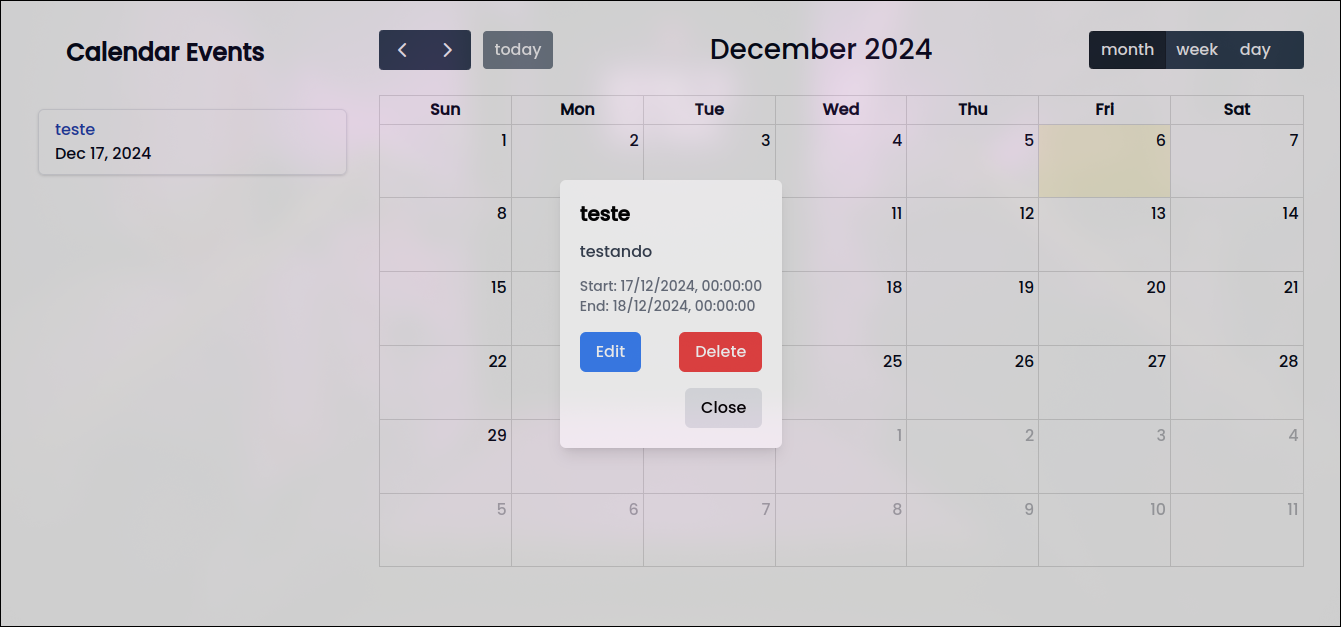 Calendar Events
today
December 2024
month week day
teste
Dec 17, 2024
Sun Mon Tue Wed Thu Fri Sat
1 2 3 4 5 6 7
8 11 12 13 14
15 18 19 20 21
22 25 26 27 28
29 1 2 3 4
5 6 7 8 9 10 11
teste
testando
Start: 17/12/2024, 00:00:00
End: 18/12/2024, 00:00:00
Edit Delete
Close